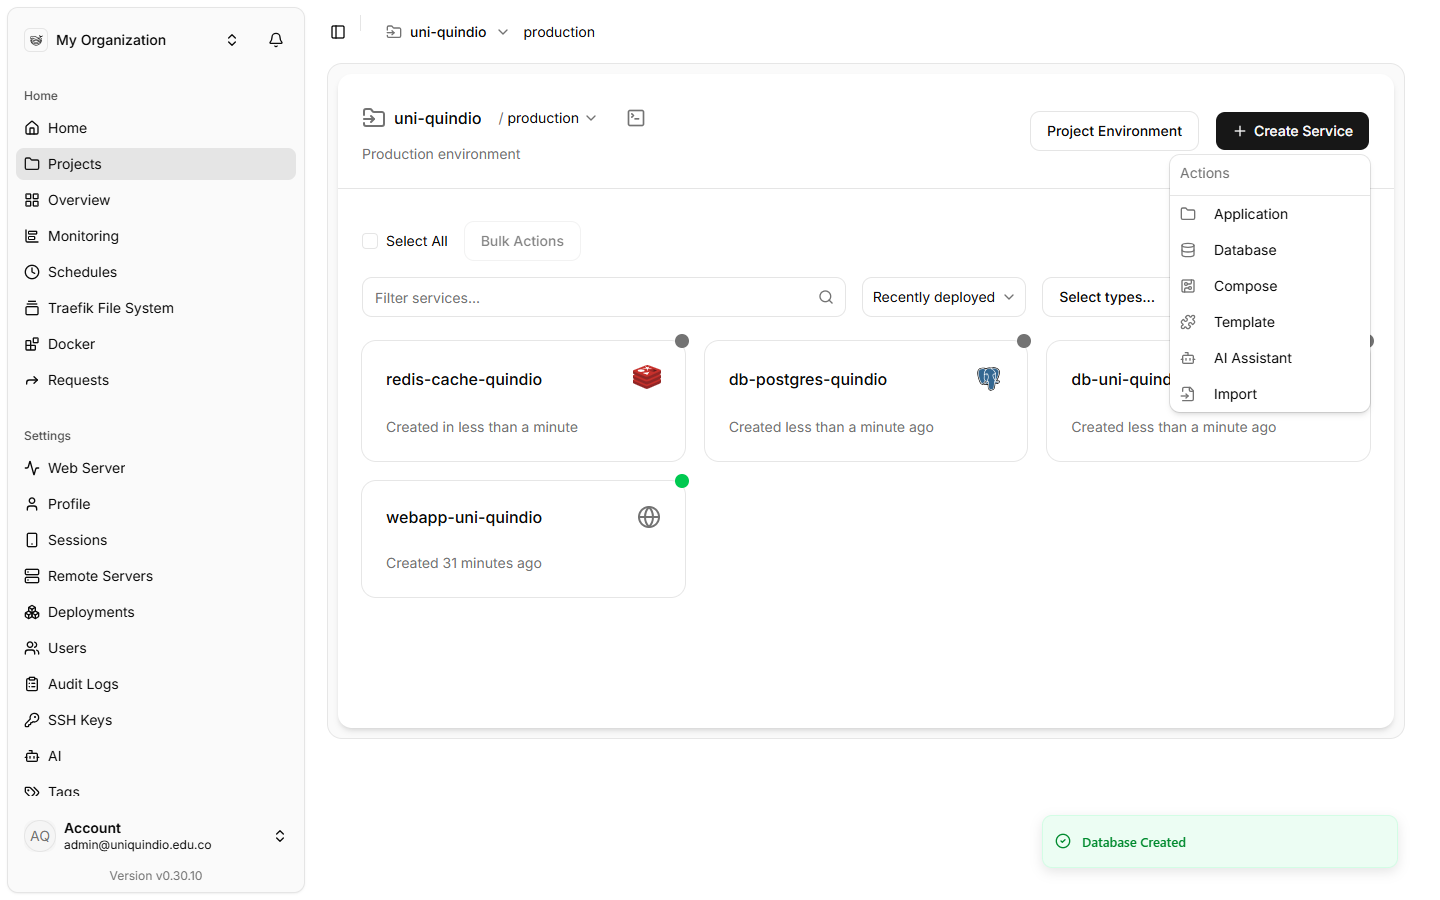 My Organization
Home
Home
Projects
Overview
Monitoring
Schedules
Traefik File System
Docker
Requests
Settings
Web Server
Profile
Sessions
Remote Servers
Deployments
Users
Audit Logs
SSH Keys
AI
Tags
AQ
Account
admin@uniquindio.edu.co
Version v0.30.10
uni-quindio
production
uni-quindio
/ production
Production environment
Project Environment
Create Service
Actions
Application
Database
Compose
Template
AI Assistant
Import
Select All
Bulk Actions
Filter services...
Recently deployed
Select types...
redis-cache-quindio
Created in less than a minute
db-postgres-quindio
Created less than a minute ago
db-uni-quind
Created less than a minute ago
webapp-uni-quindio
Created 31 minutes ago
Database Created